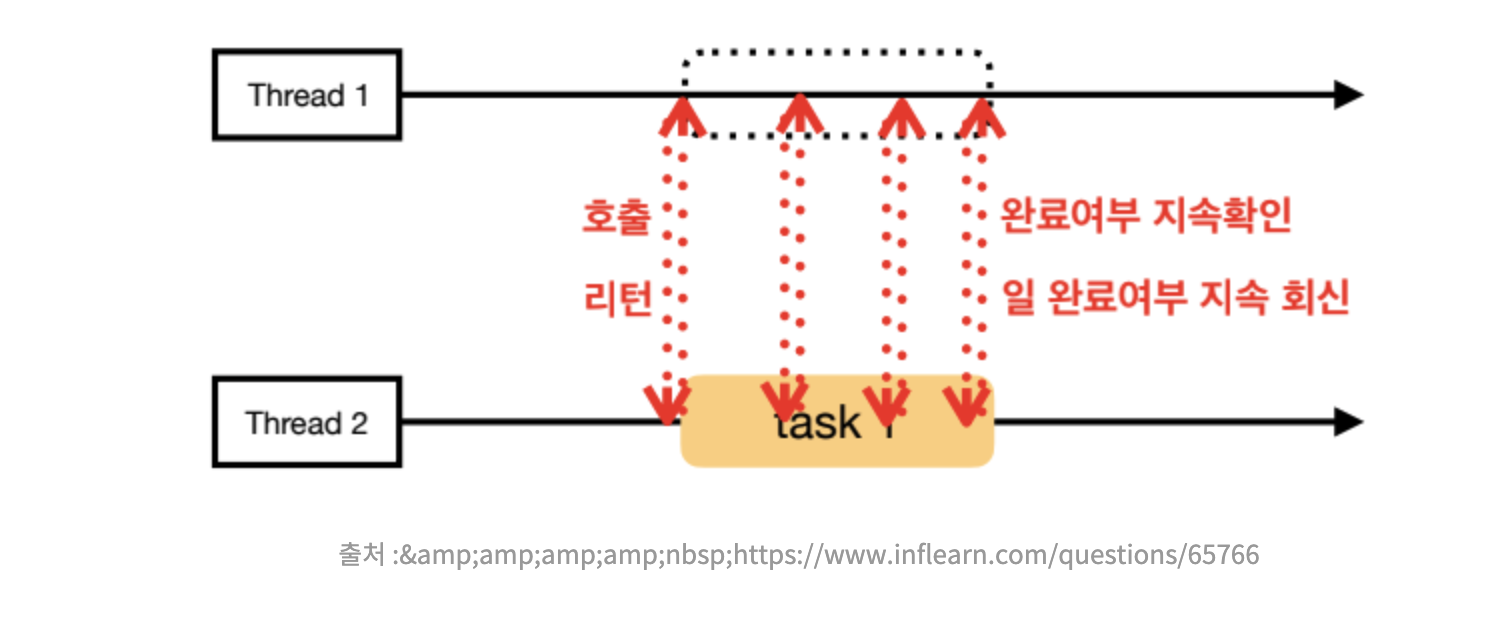 Thread 1
호출
완료여부 지속확인
리턴
일 완료여부 지속 회신
Thread 2
task 1
출처 :&amp;amp;amp;amp;nbsp;https://www.inflearn.com/questions/65766